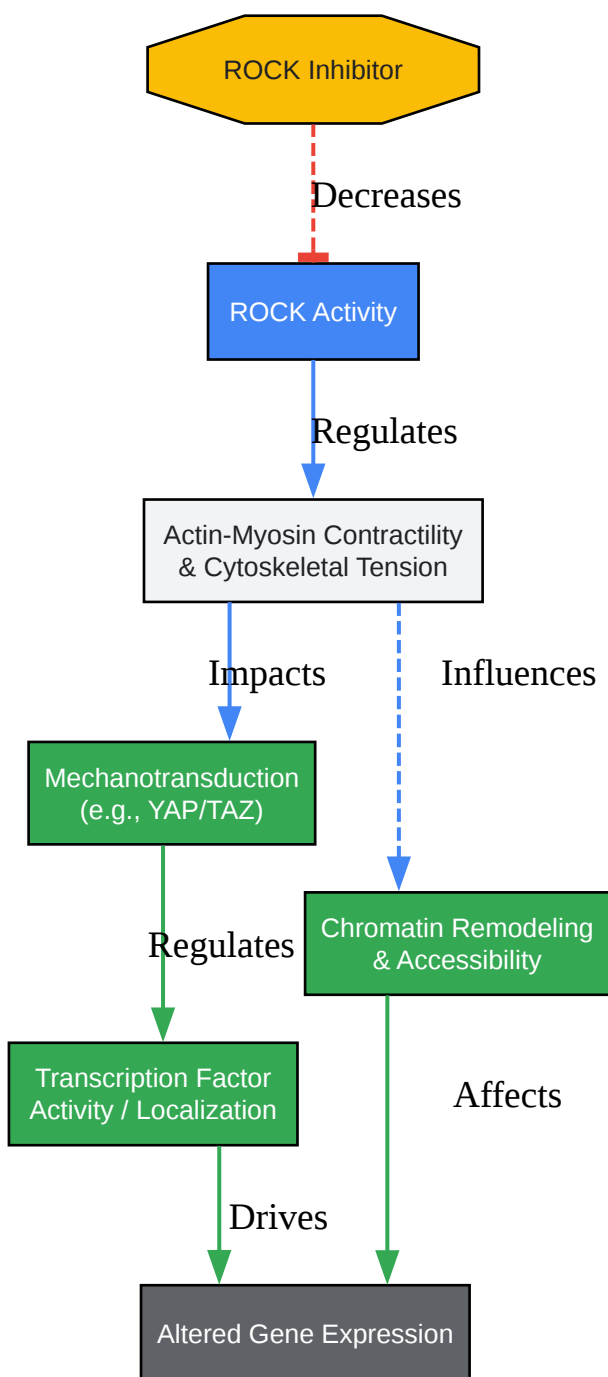 ROCK Inhibitor
Decreases
ROCK Activity
Regulates
Actin-Myosin Contractility
& Cytoskeletal Tension
Impacts
Influences
Mechanotransduction
(e.g., YAP/TAZ)
Chromatin Remodeling
& Accessibility
Regulates
Transcription Factor
Activity / Localization
Affects
Drives
Altered Gene Expression